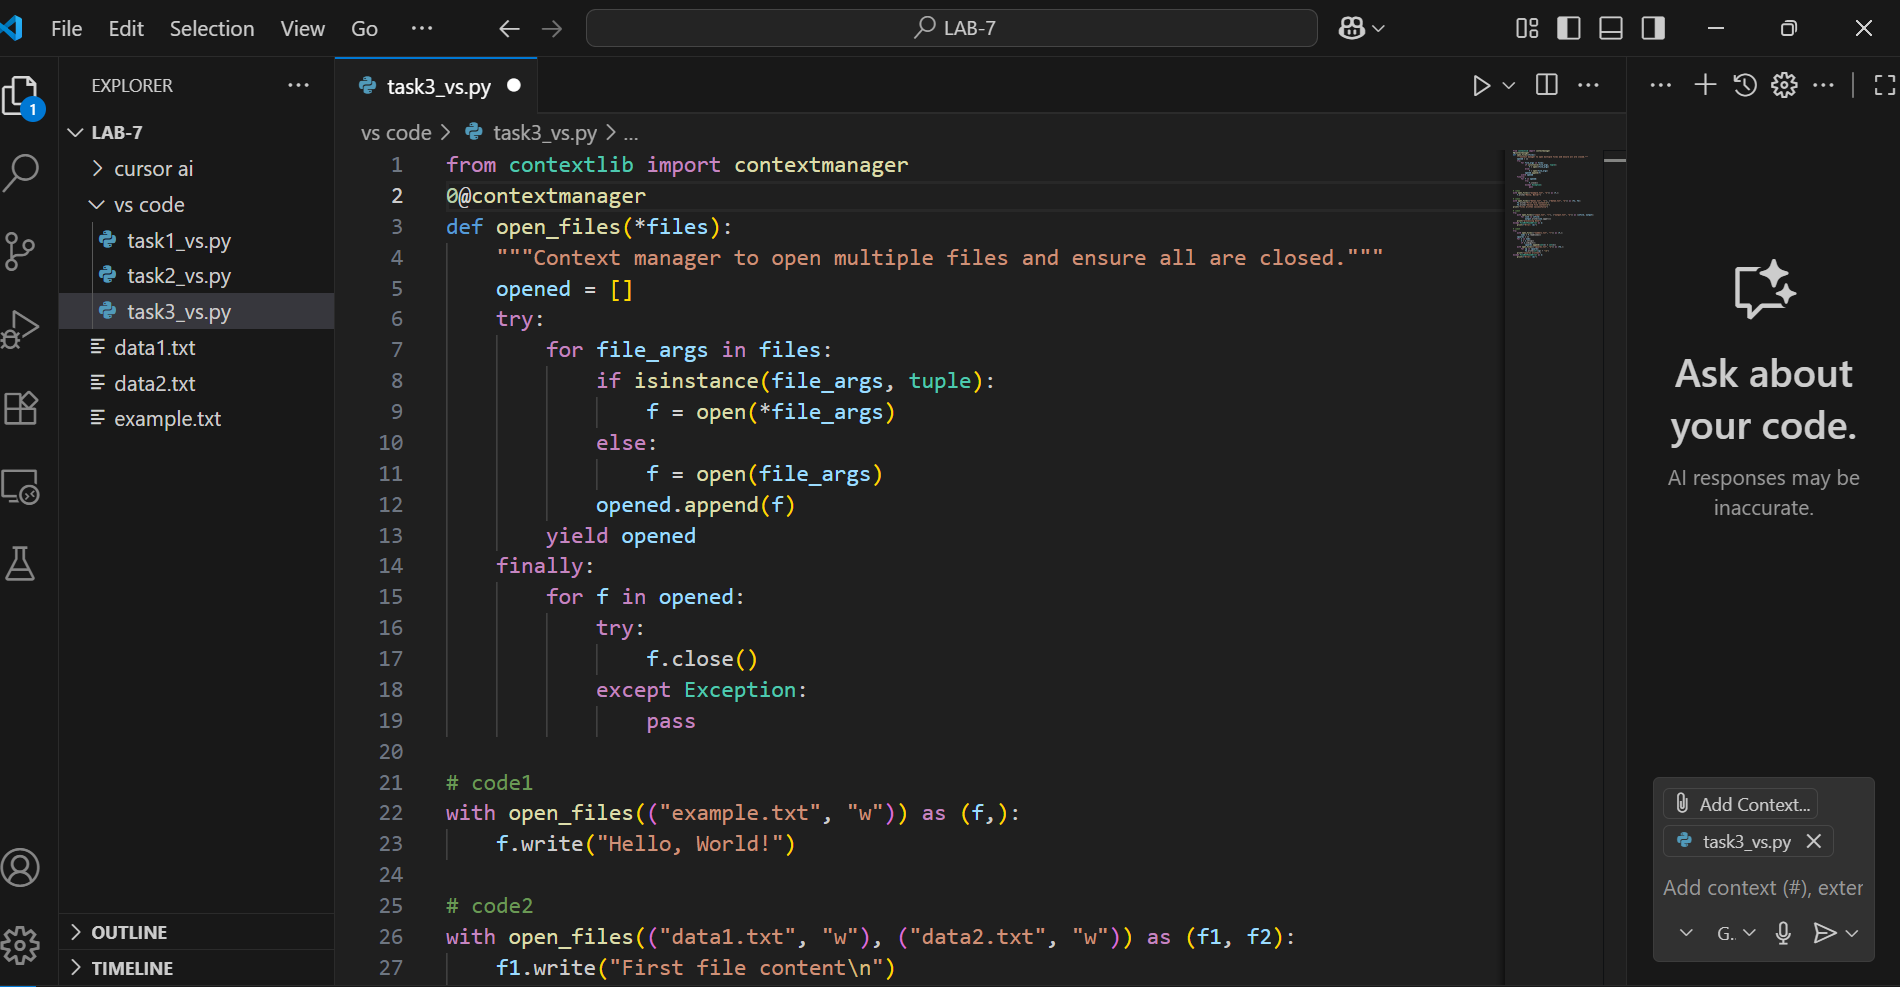 File Edit Selection View Go ··· LAB-7
EXPLORER ···
1
LAB-7
cursor ai
vs code
task1_vs.py
task2_vs.py
task3_vs.py
data1.txt
data2.txt
example.txt
OUTLINE
TIMELINE
task3_vs.py
vs code > task3_vs.py > ...
1 from contextlib import contextmanager
2 0@contextmanager
3 def open_files(*files):
4     """Context manager to open multiple files and ensure all are closed."""
5     opened = []
6     try:
7         for file_args in files:
8             if isinstance(file_args, tuple):
9                 f = open(*file_args)
10             else:
11                 f = open(file_args)
12             opened.append(f)
13         yield opened
14     finally:
15         for f in opened:
16             try:
17                 f.close()
18             except Exception:
19                 pass
20
21 # code1
22 with open_files(("example.txt", "w")) as (f,):
23     f.write("Hello, World!")
24
25 # code2
26 with open_files(("data1.txt", "w"), ("data2.txt", "w")) as (f1, f2):
27     f1.write("First file content\n")
Ask about
your code.
AI responses may be
inaccurate.
Add Context...
task3_vs.py
Add context (#), exter
G.